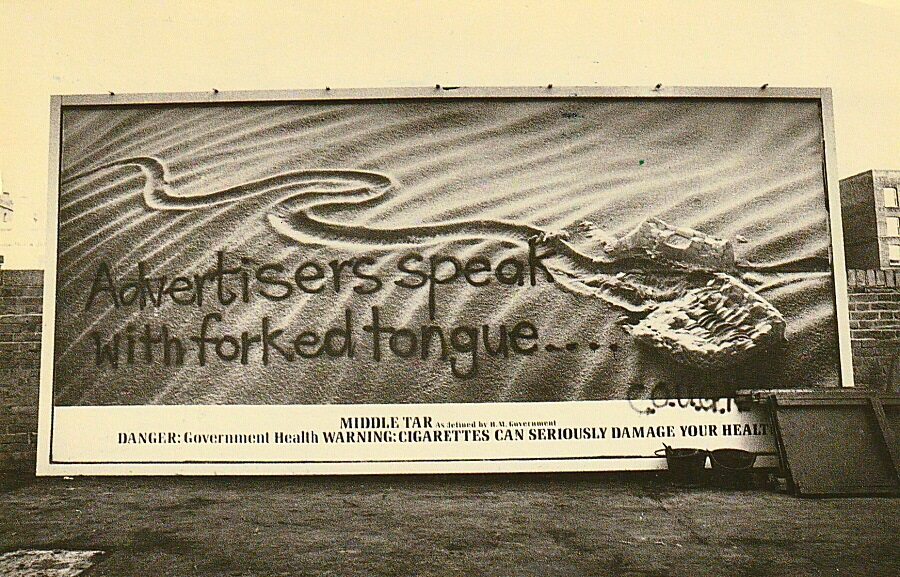 Advertisers speak
with forked tongue.....
C.O.U.G.H
MIDDLE TAR As defined by H.M. Government
DANGER: Government Health WARNING: CIGARETTES CAN SERIOUSLY DAMAGE YOUR HEALT